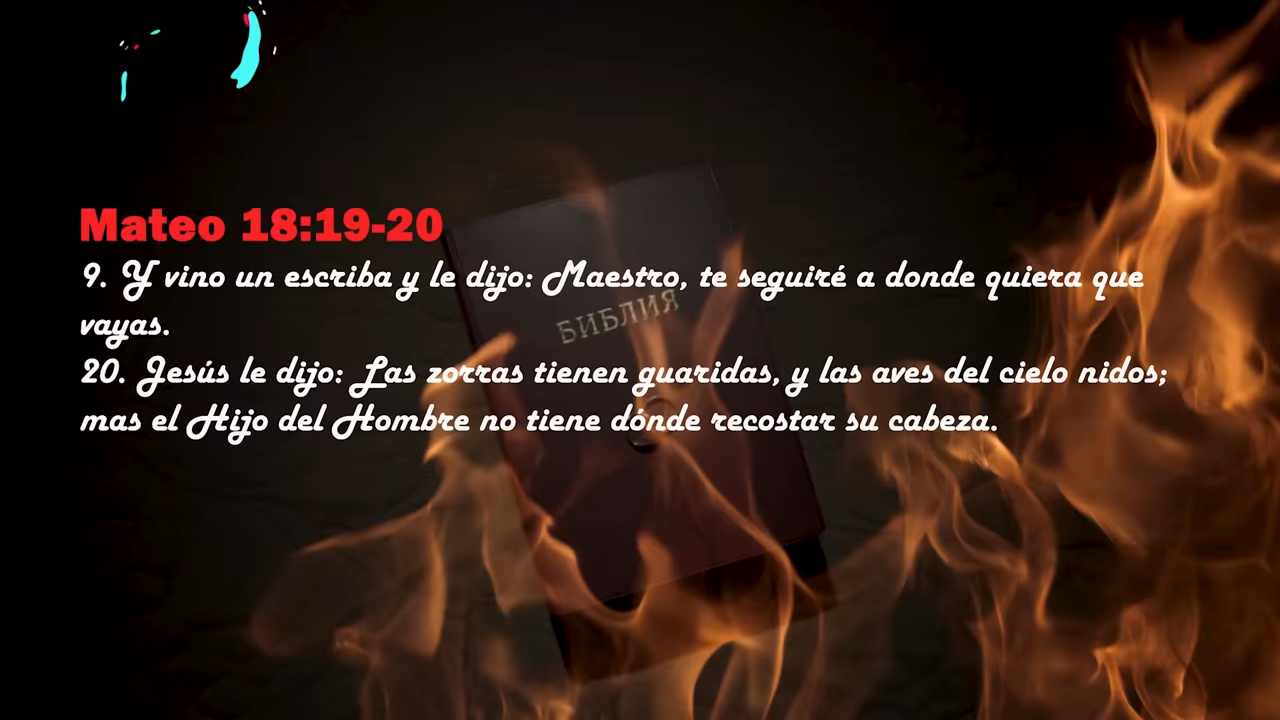 Mateo 18:19-20
9. Y vino un escriba y le dijo: Maestro, te seguiré a donde quiera que
vayas.
БИБЛИЯ
20. Jesús le dijo: Las zorras tienen guaridas, y las aves del cielo nidos;
mas el Hijo del Hombre no tiene dónde recostar su cabeza.